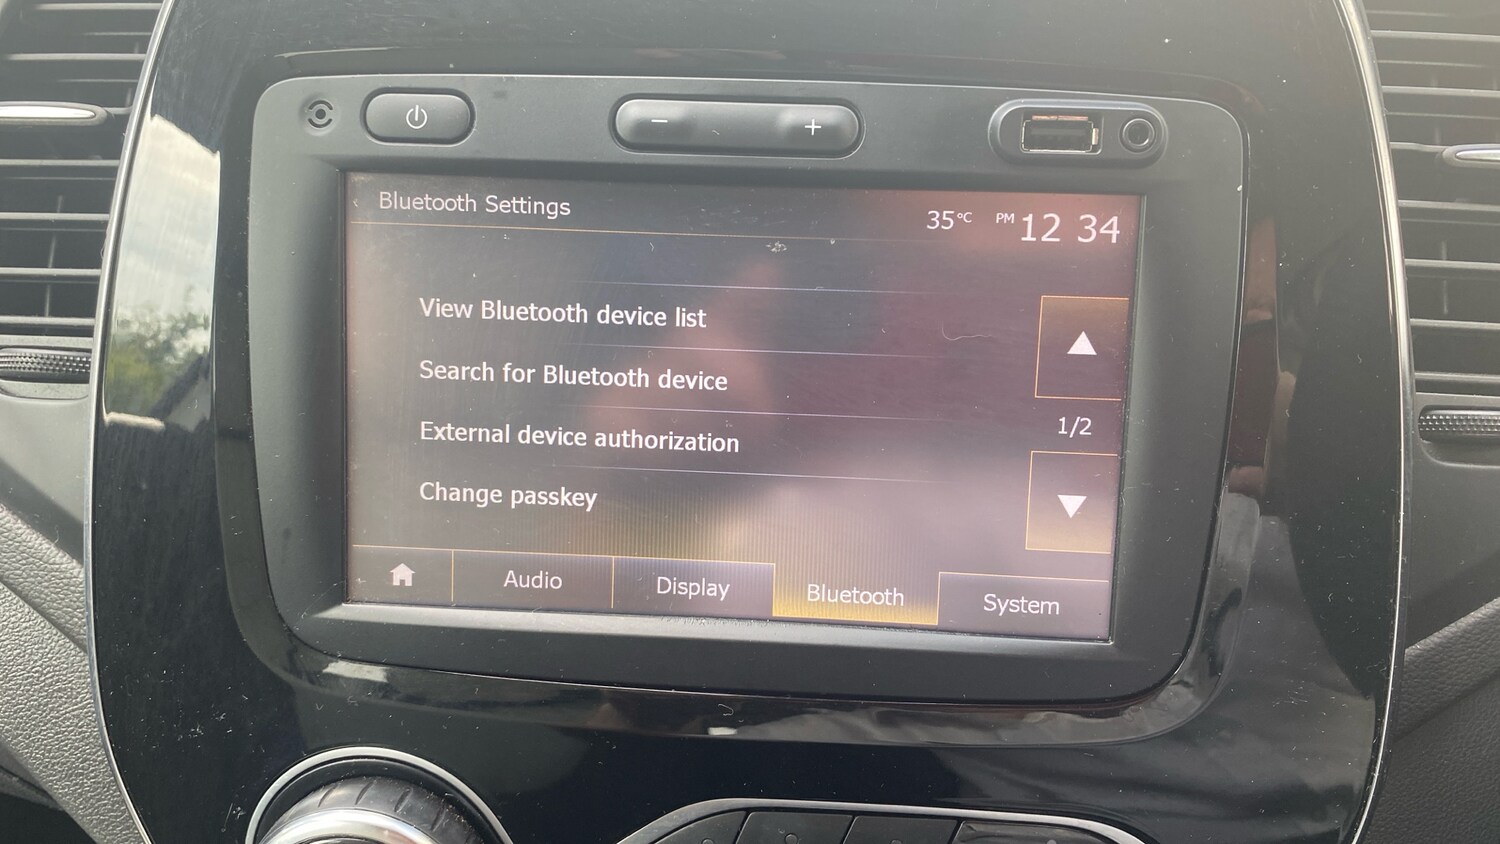 Bluetooth Settings
35°C PM 12 34
View Bluetooth device list
Search for Bluetooth device
External device authorization
1/2
Change passkey
Audio Display Bluetooth System